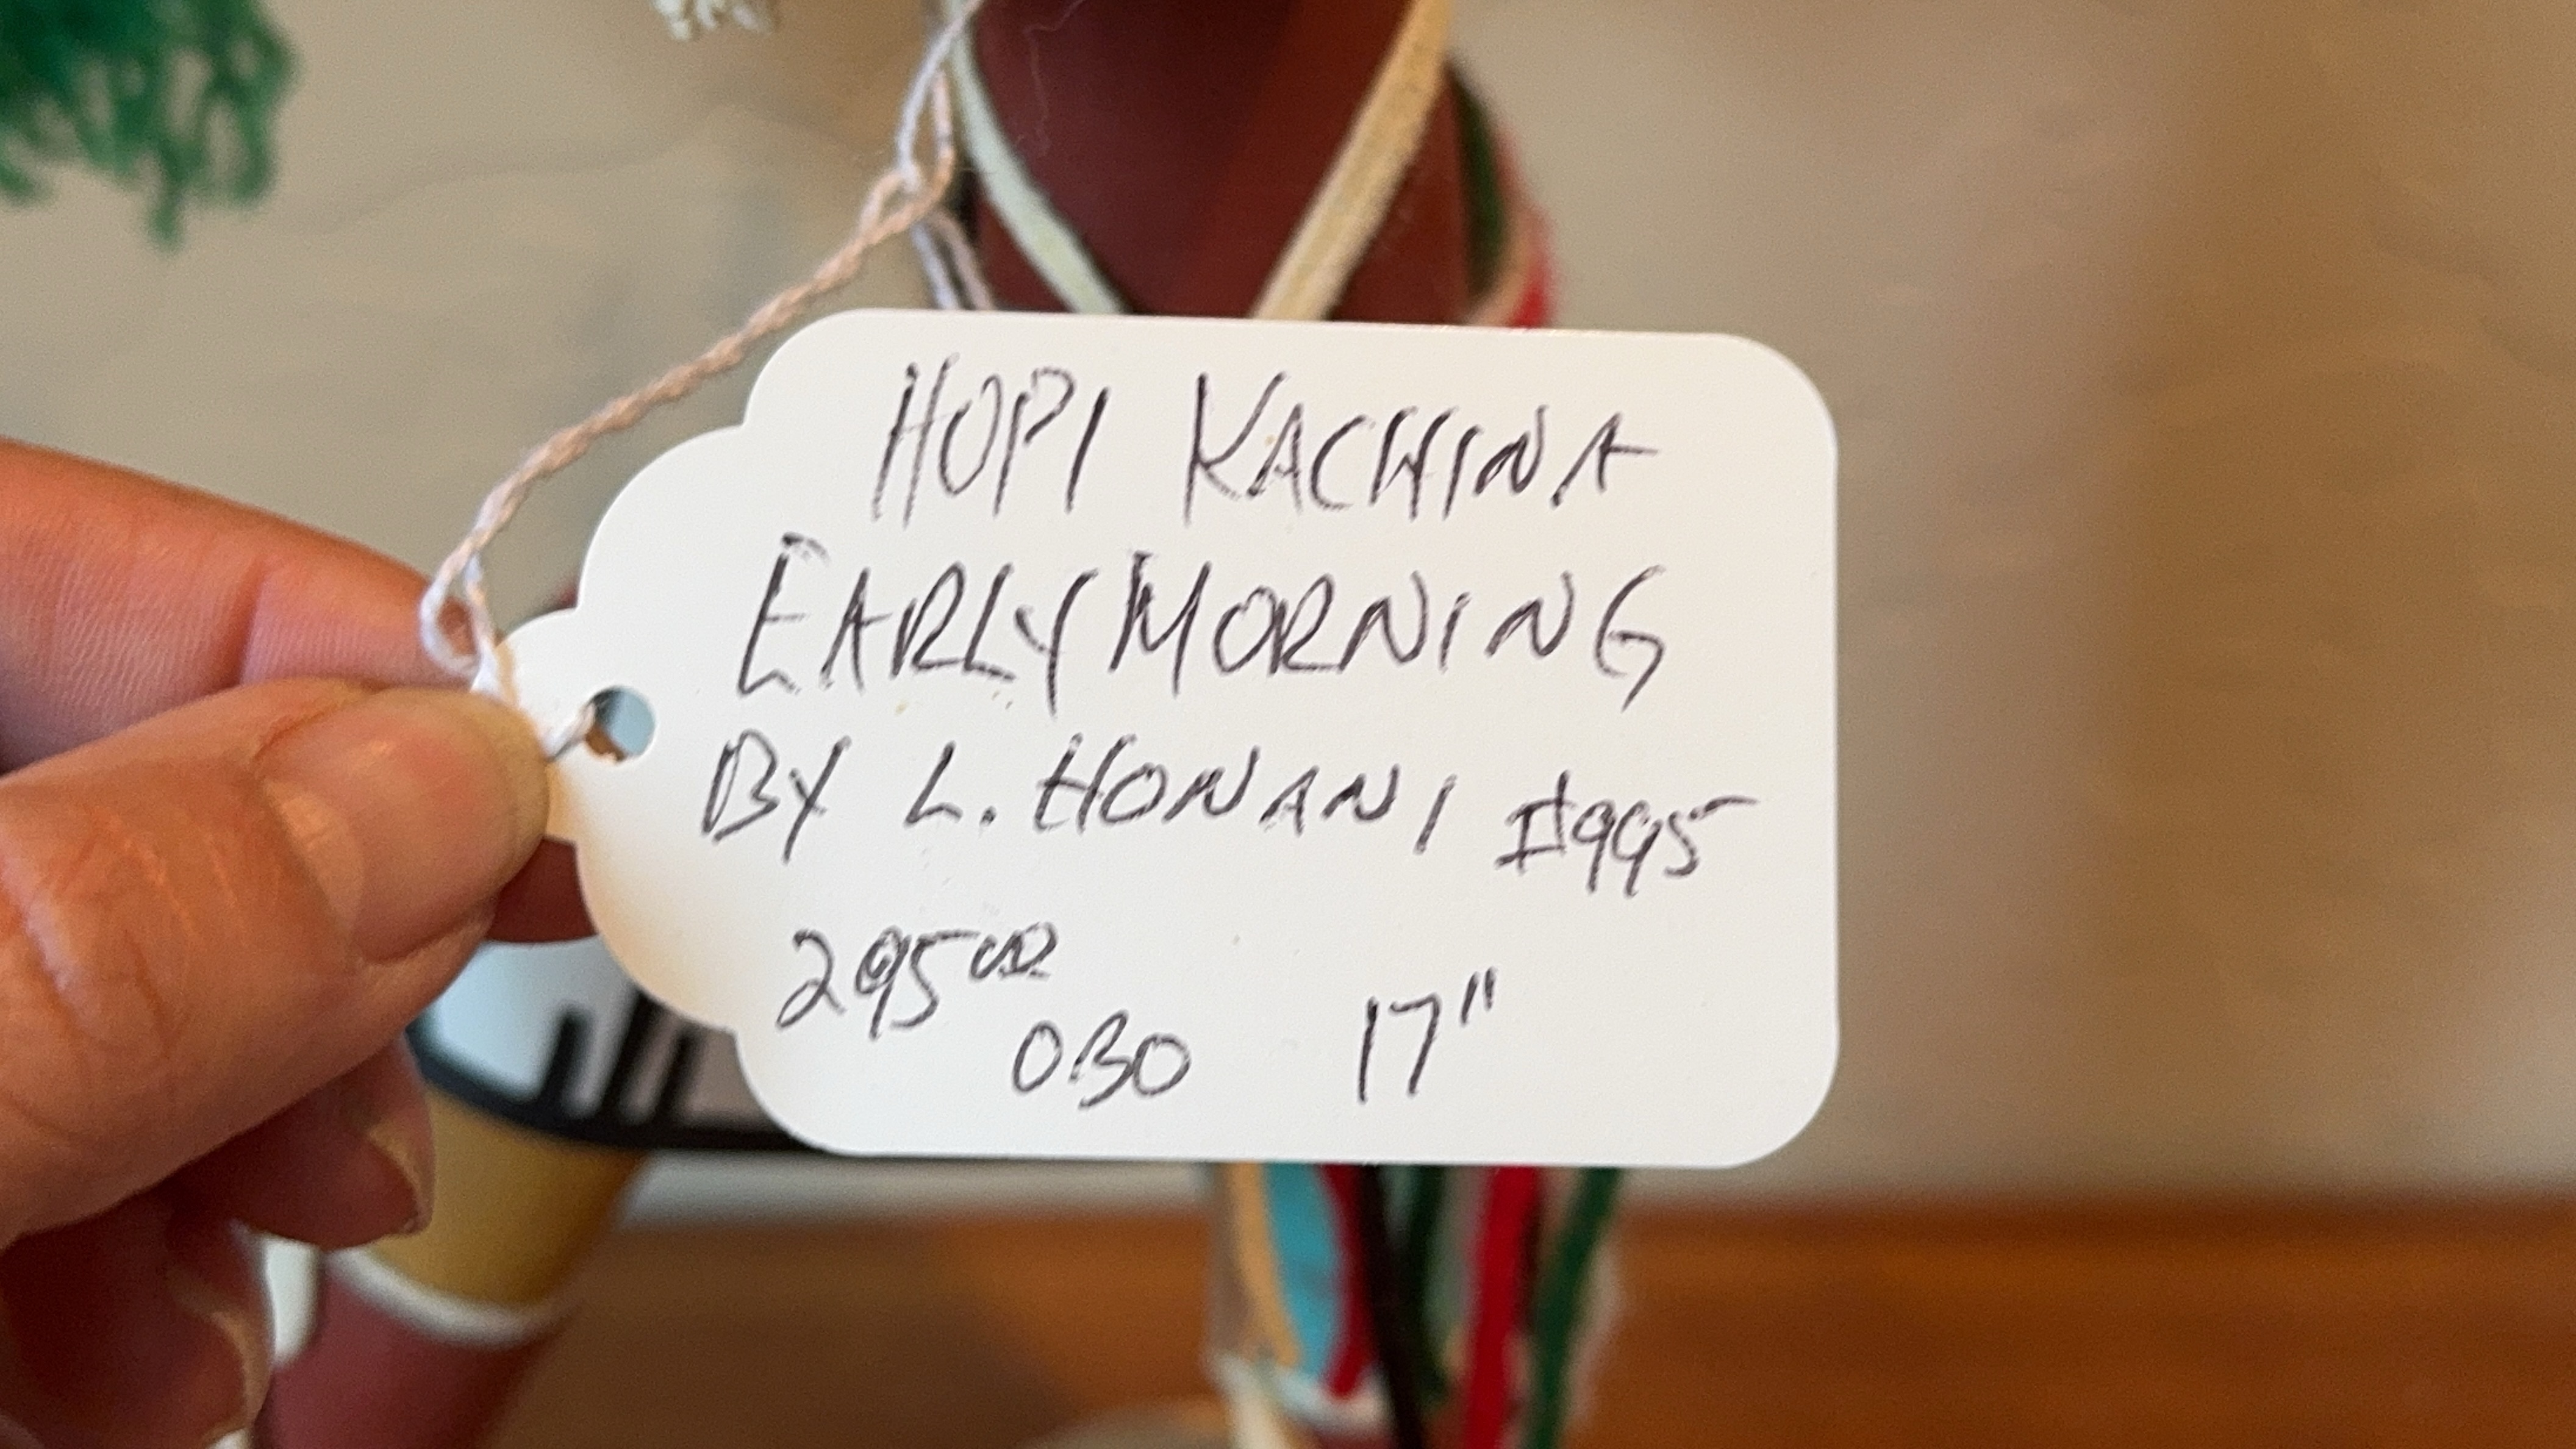 HOPI KACHINA
EARLY MORNING
BY L. HONANI #995
295.00
OBO 17"